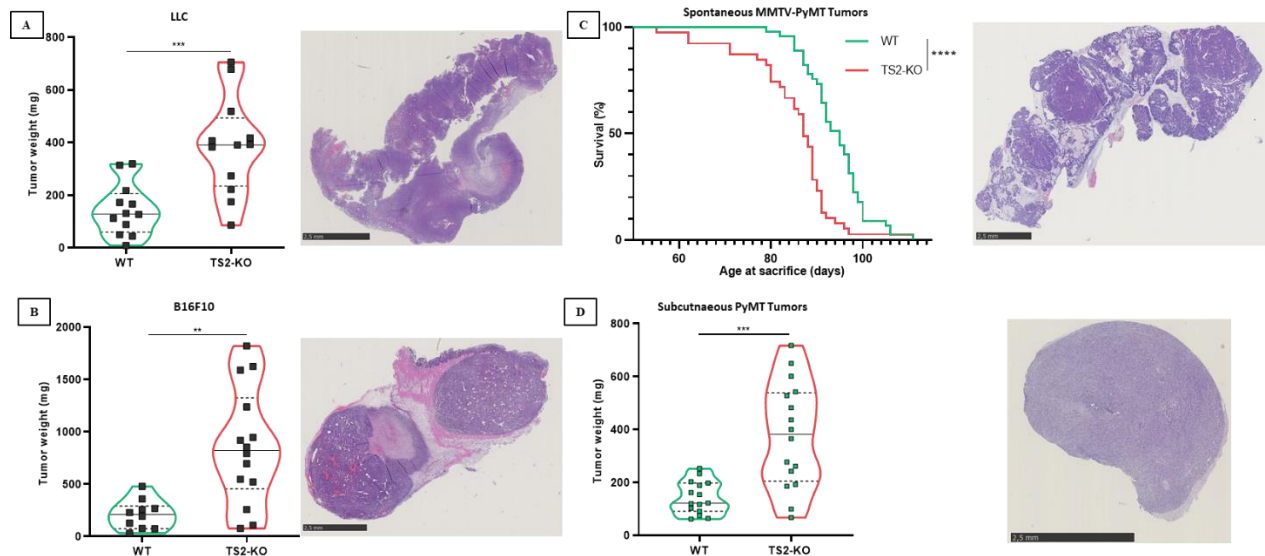 A
LLC
***
800
600
400
200
0
Tumor weight (mg)
WT
TS2-KO
2,5 mm
C
Spontaneous MMTV-PyMT Tumors
100
50
0
Survival (%)
WT
TS2-KO
****
60
80
100
Age at sacrifice (days)
2,5 mm
B
B16F10
**
2000
1500
1000
500
0
Tumor weight (mg)
WT
TS2-KO
2,5 mm
D
Subcutnaeous PyMT Tumors
***
800
600
400
200
0
Tumor weight (mg)
WT
TS2-KO
2,5 mm